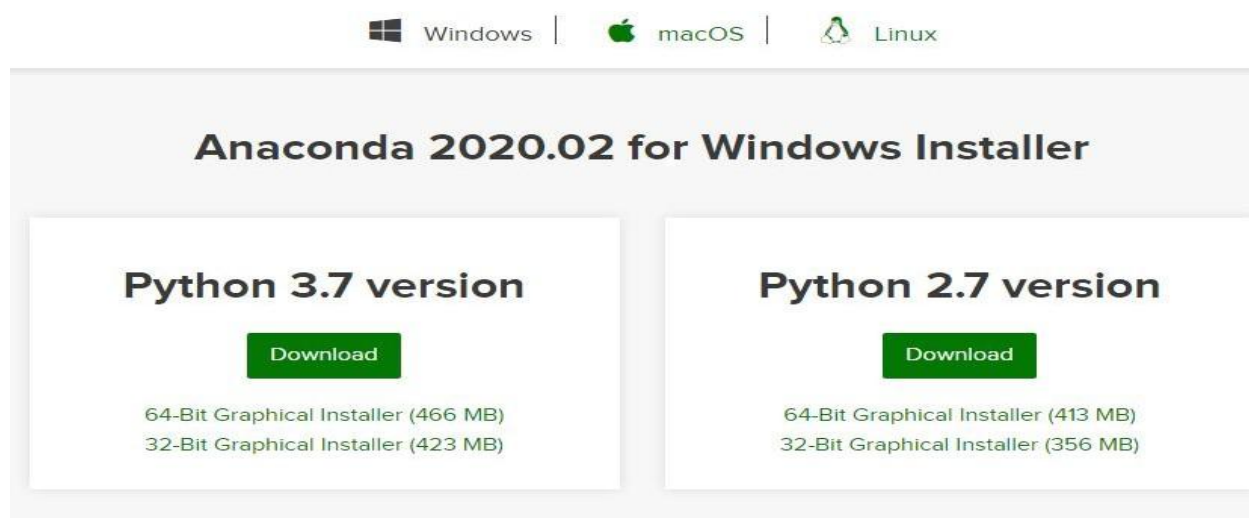 Windows | macOS | Linux
Anaconda 2020.02 for Windows Installer
Python 3.7 version
Download
64-Bit Graphical Installer (466 MB)
32-Bit Graphical Installer (423 MB)
Python 2.7 version
Download
64-Bit Graphical Installer (413 MB)
32-Bit Graphical Installer (356 MB)